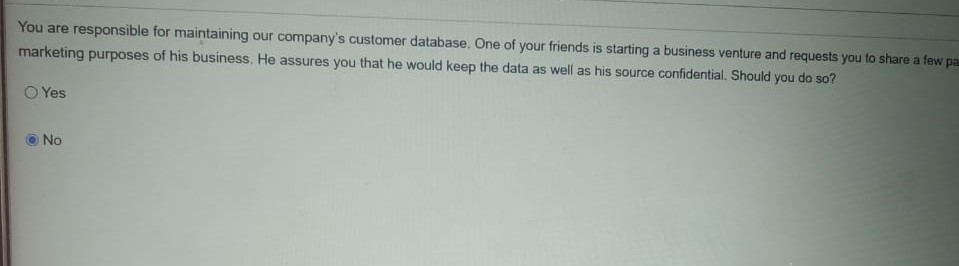 You are responsible for maintaining our company's customer database. One of your friends is starting a business venture and requests you to share a few
marketing purposes of his business. He assures you that he would keep the data as well as his source confidential. Should you do so?
Yes
No